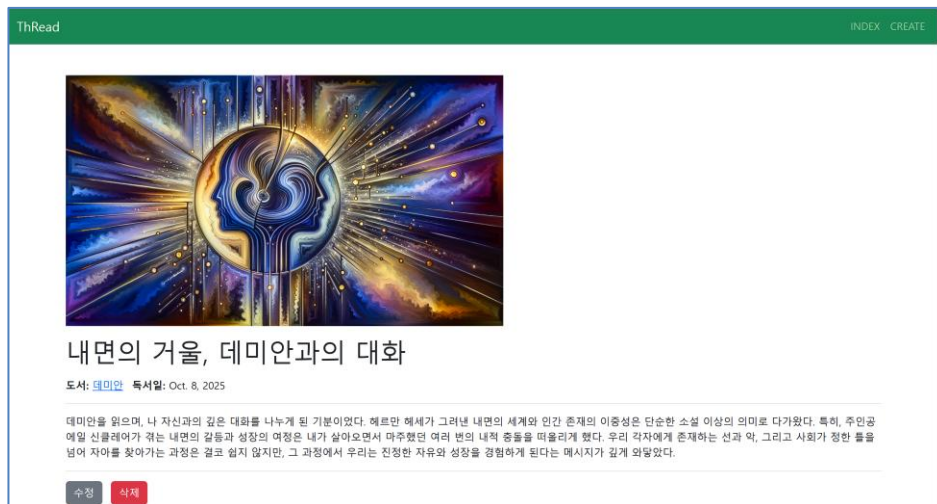 ThRead
INDEX CREATE
내면의 거울, 데미안과의 대화
도서: 데미안 독서일: Oct. 8, 2025
데미안을 읽으며, 나 자신과의 깊은 대화를 나누게 된 기분이었다. 헤르만 헤세가 그려낸 내면의 세계와 인간 존재의 이중성은 단순한 소설 이상의 의미로 다가왔다. 특히, 주인공
에일 신클레어가 겪는 내면의 갈등과 성장의 여정은 내가 살아오면서 마주했던 여러 번의 내적 충돌을 떠올리게 했다. 우리 각자에게 존재하는 선과 악, 그리고 사회가 정한 틀을
넘어 자아를 찾아가는 과정은 결코 쉽지 않지만, 그 과정에서 우리는 진정한 자유와 성장을 경험하게 된다는 메시지가 깊게 와닿았다.
수정 삭제